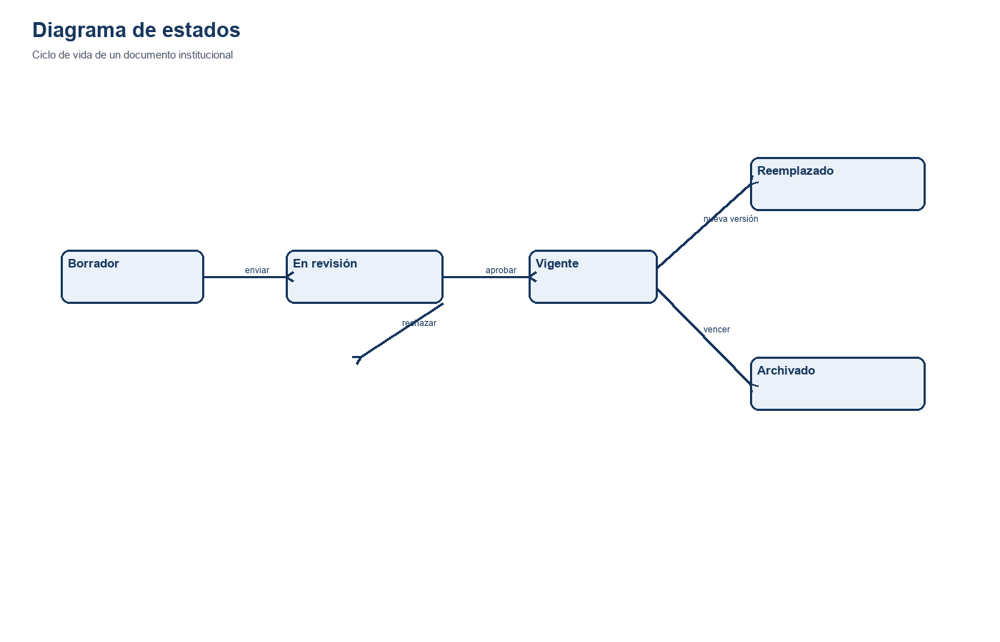 Diagrama de estados
Ciclo de vida de un documento institucional
Reemplazado
nueva versión
Borrador
enviar
En revisión
aprobar
Vigente
rechazar
vencer
Archivado